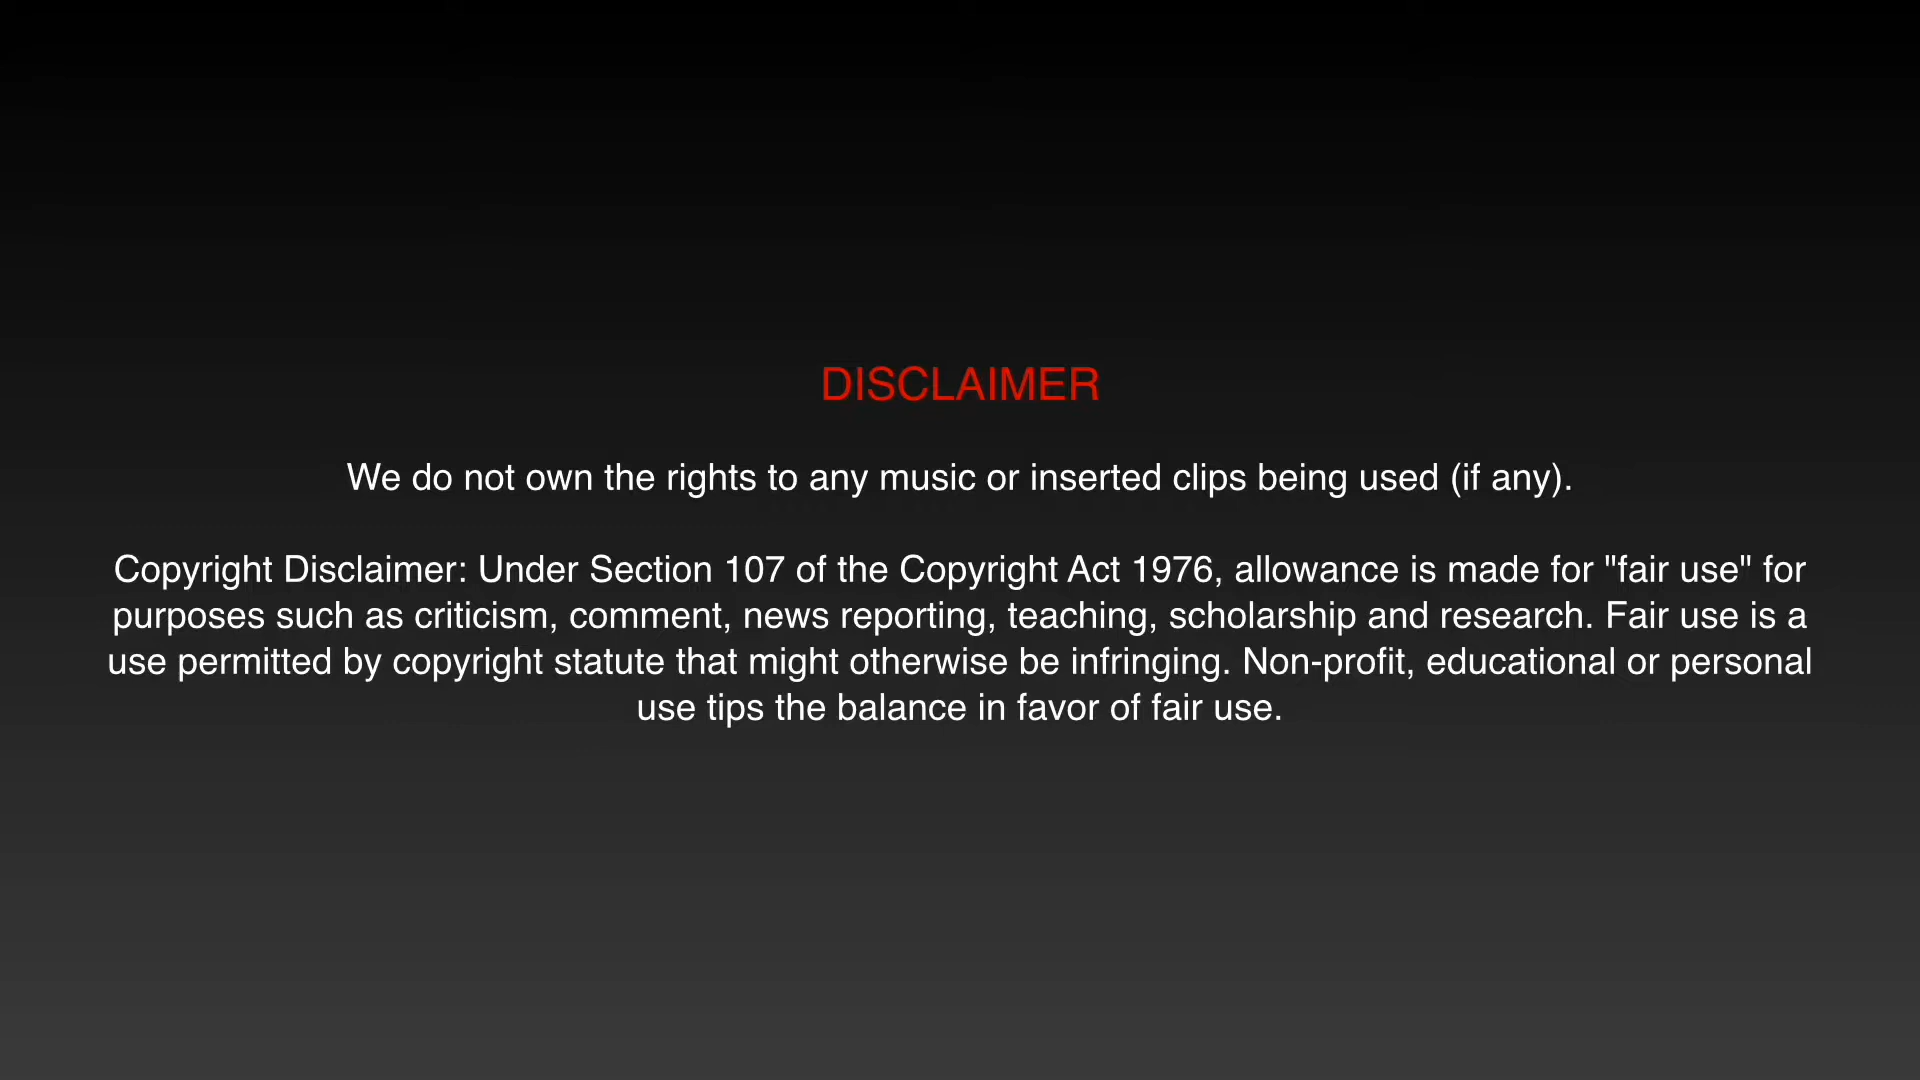 DISCLAIMER
We do not own the rights to any music or inserted clips being used (if any).
Copyright Disclaimer: Under Section 107 of the Copyright Act 1976, allowance is made for "fair use" for
purposes such as criticism, comment, news reporting, teaching, scholarship and research. Fair use is a
use permitted by copyright statute that might otherwise be infringing. Non-profit, educational or personal
use tips the balance in favor of fair use.